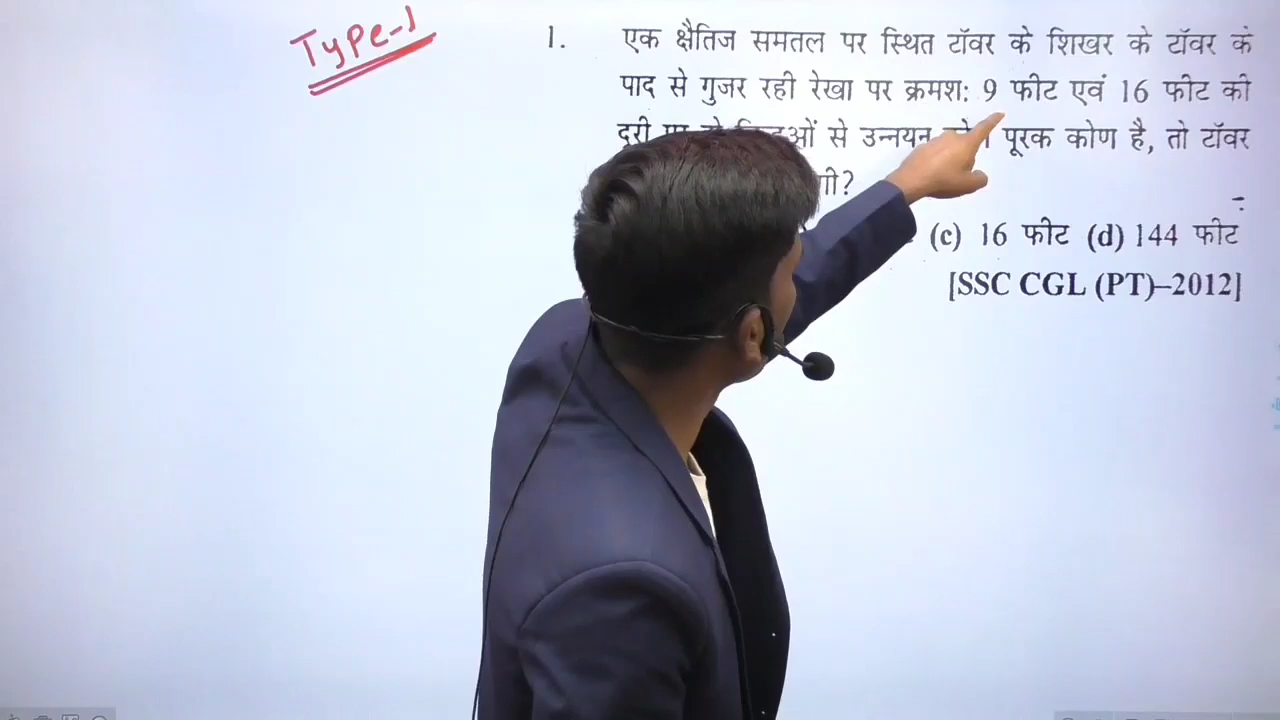 Type-1
1. एक क्षैतिज समतल पर स्थित टॉवर के शिखर के टॉवर के
पाद से गुजर रही रेखा पर क्रमश: 9 फीट एवं 16 फीट की
दूरी पर उन्नयन पूरक कोण है, तो टॉवर
(c) 16 फीट (d) 144 फीट
[SSC CGL (PT)–2012]